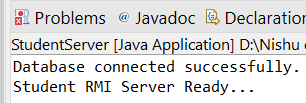 Problems @ Javadoc Declaration
StudentServer [Java Application] D:\Nishu
Database connected successfully.
Student RMI Server Ready...